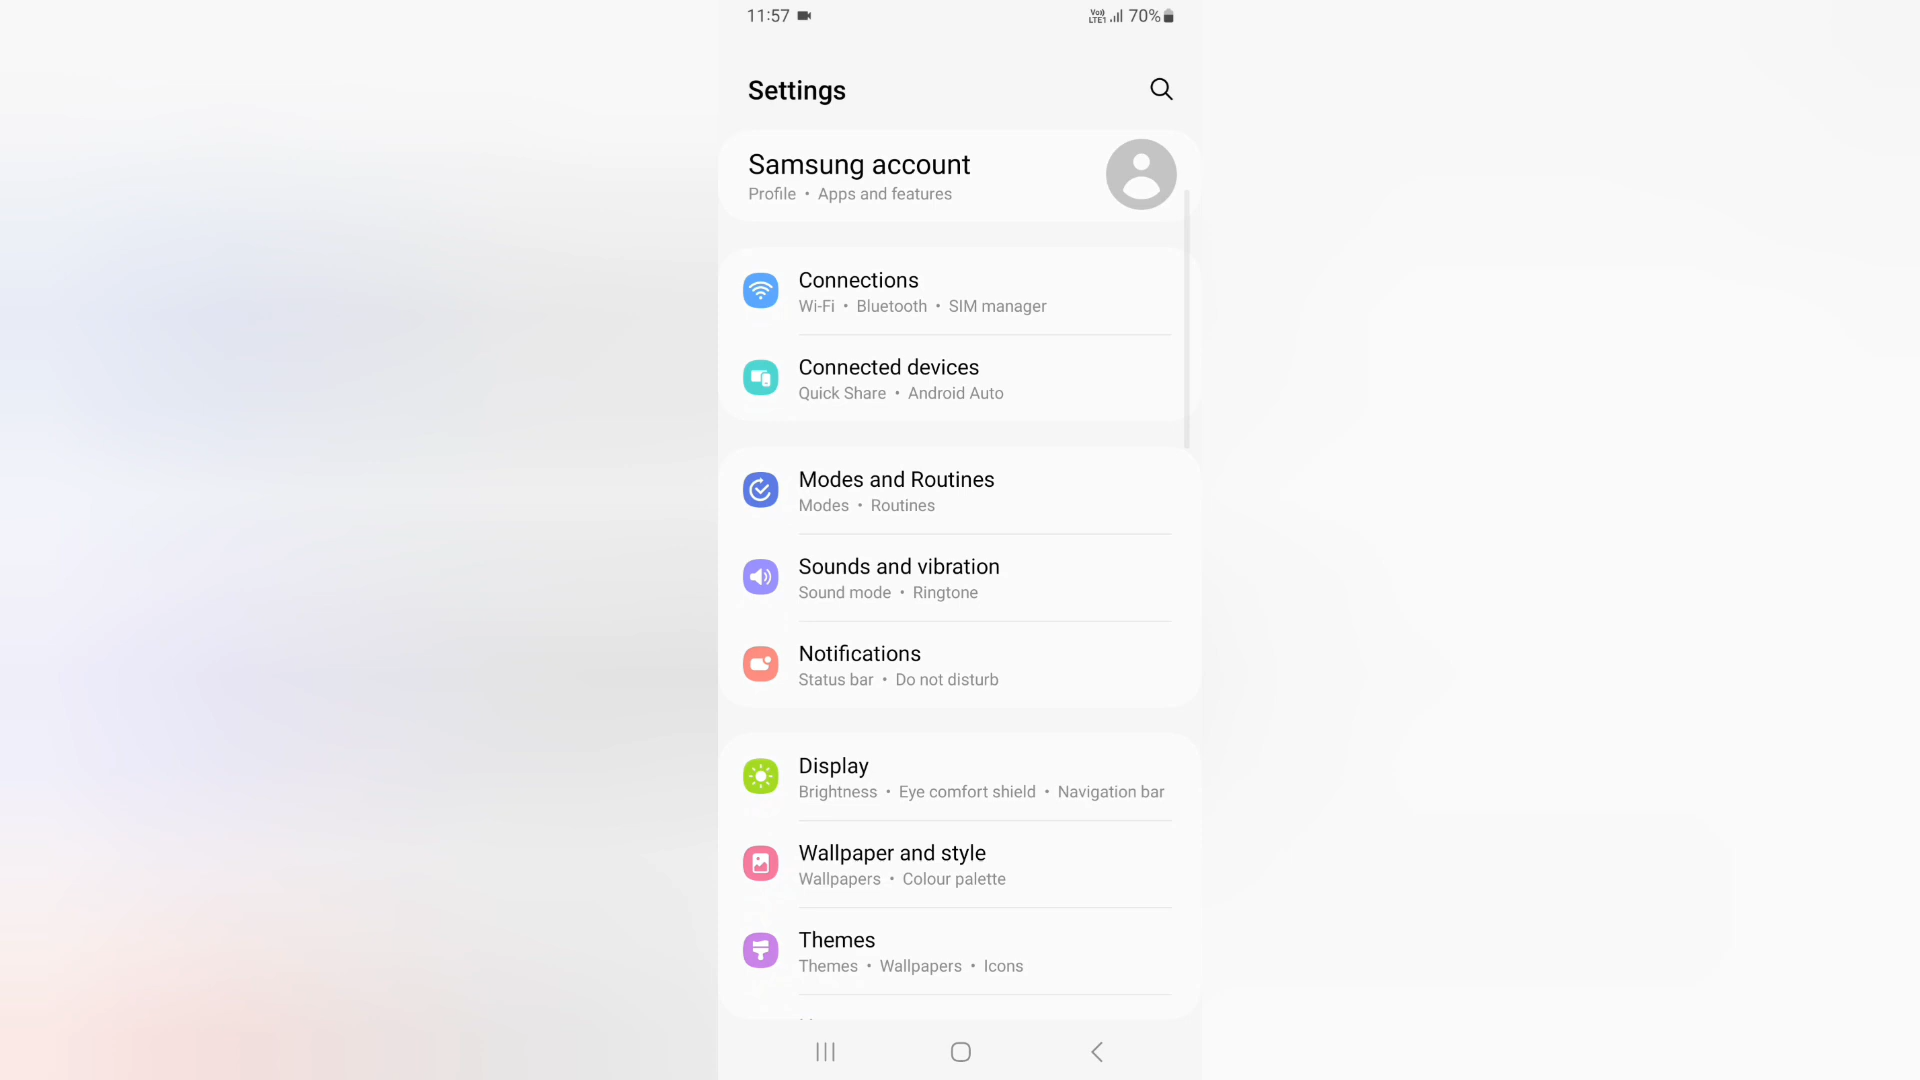 11:57
Vo)) LTE1 70%
Settings
Samsung account
Profile • Apps and features
Connections
Wi-Fi • Bluetooth • SIM manager
Connected devices
Quick Share • Android Auto
Modes and Routines
Modes • Routines
Sounds and vibration
Sound mode • Ringtone
Notifications
Status bar • Do not disturb
Display
Brightness • Eye comfort shield • Navigation bar
Wallpaper and style
Wallpapers • Colour palette
Themes
Themes • Wallpapers • Icons